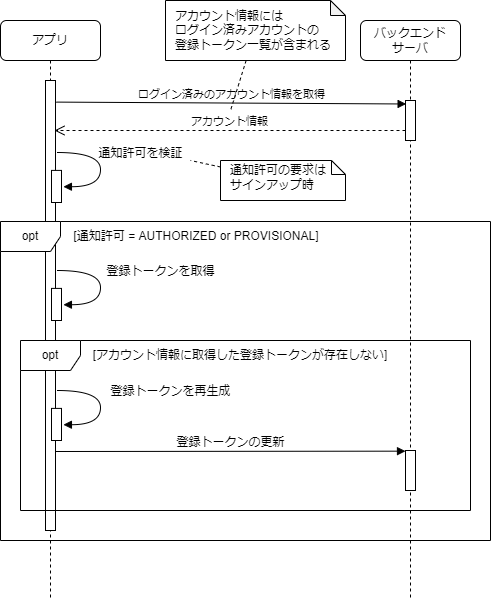 アカウント情報には
ログイン済みアカウントの
登録トークン一覧が含まれる
アプリ
バックエンド
サーバ
ログイン済みのアカウント情報を取得
アカウント情報
通知許可を検証
通知許可の要求は
サインアップ時
opt
[通知許可 = AUTHORIZED or PROVISIONAL]
登録トークンを取得
opt
[アカウント情報に取得した登録トークンが存在しない]
登録トークンを再生成
登録トークンの更新